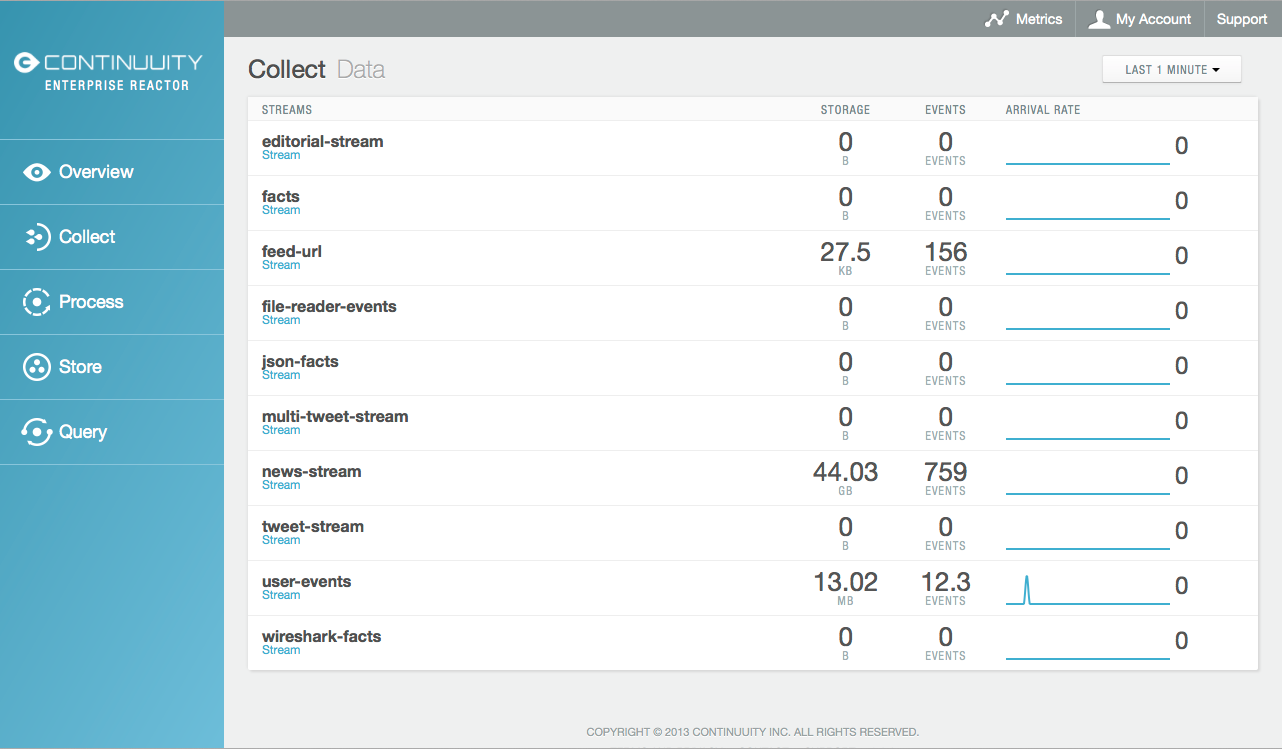 CONTINUUITY
ENTERPRISE REACTOR
Overview
Collect
Process
Store
Query
Metrics
My Account
Support
Collect Data
LAST 1 MINUTE
STREAMS STORAGE EVENTS ARRIVAL RATE
editorial-stream 0 0 0
Stream B EVENTS
facts 0 0 0
Stream B EVENTS
feed-url 27.5 156 0
Stream KB EVENTS
file-reader-events 0 0 0
Stream B EVENTS
json-facts 0 0 0
Stream B EVENTS
multi-tweet-stream 0 0 0
Stream B EVENTS
news-stream 44.03 759 0
Stream GB EVENTS
tweet-stream 0 0 0
Stream B EVENTS
user-events 13.02 12.3 0
Stream MB EVENTS
wireshark-facts 0 0 0
Stream B EVENTS
COPYRIGHT © 2013 CONTINUUITY INC. ALL RIGHTS RESERVED.